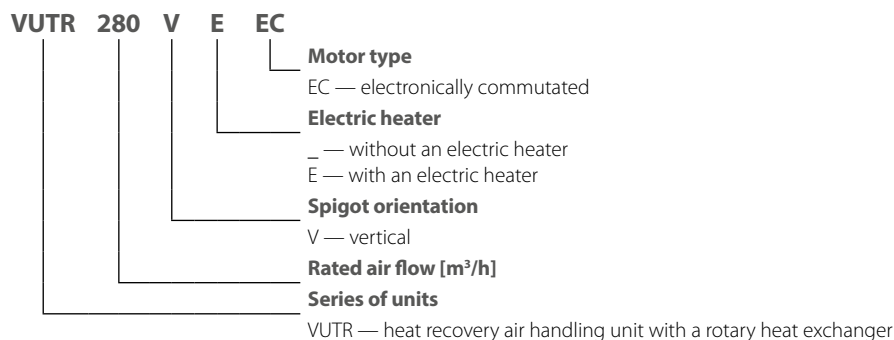 VUTR 280 V E EC
Motor type
EC — electronically commutated
Electric heater
_ — without an electric heater
E — with an electric heater
Spigot orientation
V — vertical
Rated air flow [m³/h]
Series of units
VUTR — heat recovery air handling unit with a rotary heat exchanger